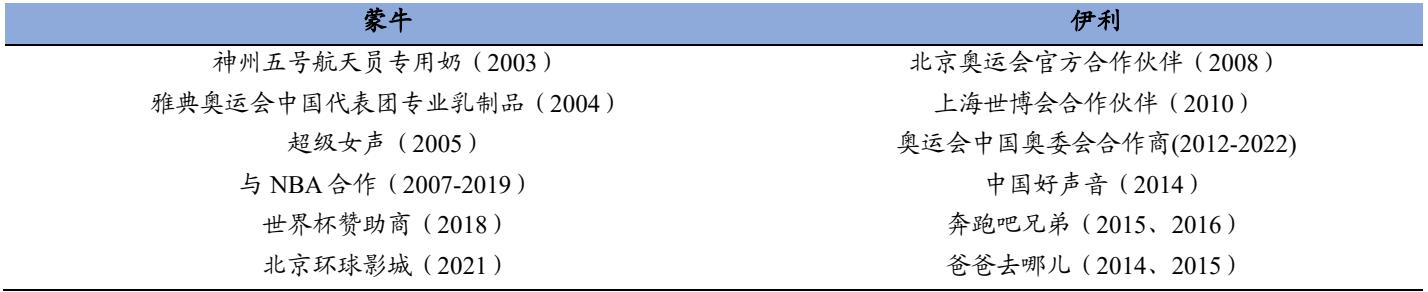 蒙牛 伊利
神州五号航天员专用奶（2003） 北京奥运会官方合作伙伴（2008）
雅典奥运会中国代表团专业乳制品（2004） 上海世博会合作伙伴（2010）
超级女声（2005） 奥运会中国奥委会合作商(2012-2022)
与 NBA 合作（2007-2019） 中国好声音（2014）
世界杯赞助商（2018） 奔跑吧兄弟（2015、2016）
北京环球影城（2021） 爸爸去哪儿（2014、2015）